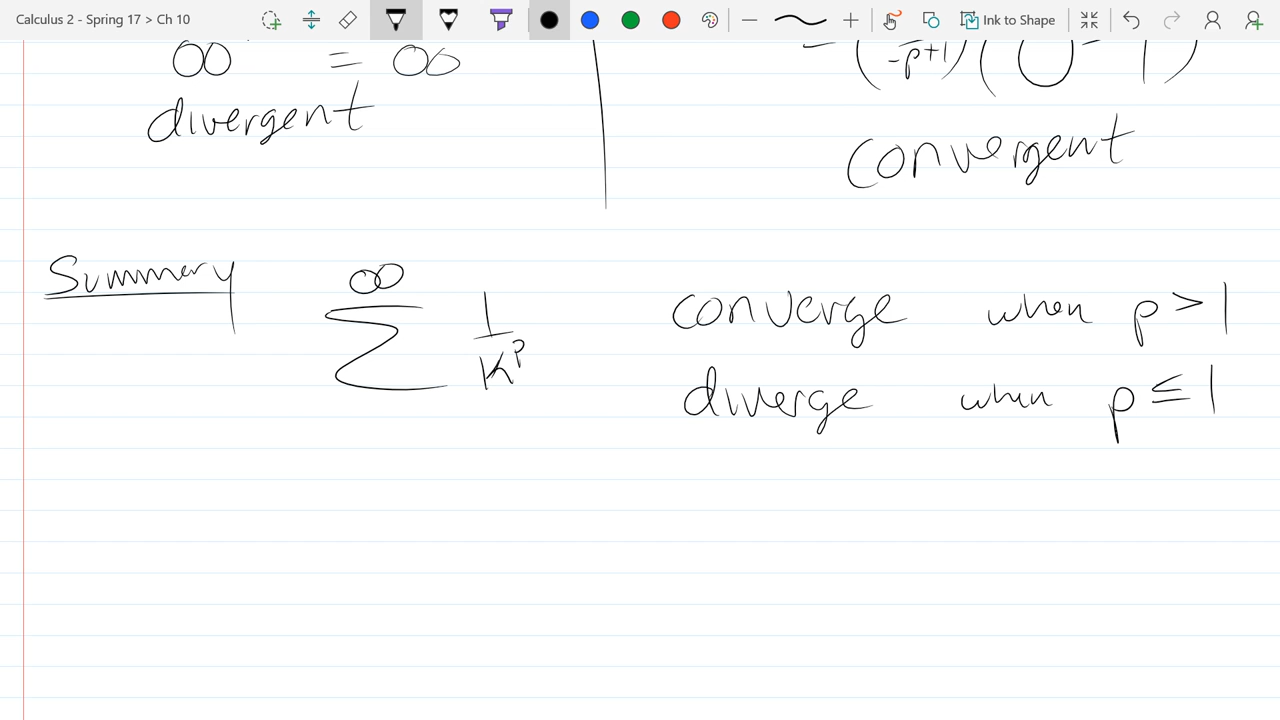 Calculus 2 - Spring 17 > Ch 10
Ink to Shape
∞ = ∞
divergent
-p+1 0 - 1
convergent
Summery ∞ ∑ 1/K^p
converge when p > 1
diverge when p ≤ 1